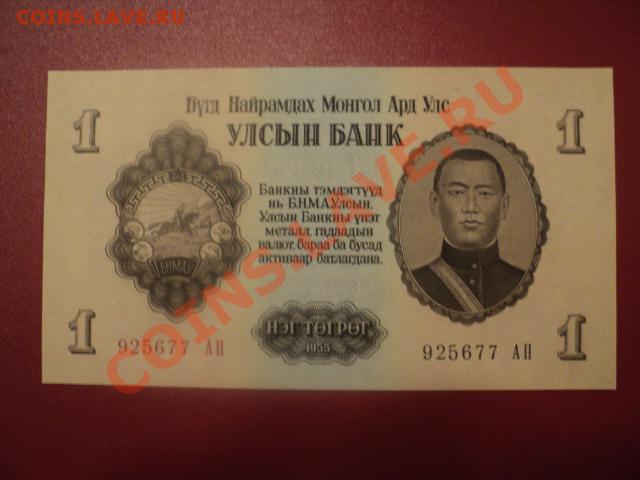 COINS.LAVE.RU
Бүгд Найрамдах Монгол Ард Улс
УЛСЫН БАНК
1
1
Банкны тэмдэгтүүд
нь Б.Н.М.А.Улсын,
Улсын Банкны үнэт
металл, гадаадын
валют, бараа ба бусад
активаар батлагдана.
БНМАУ
1
1
НЭГ ТӨГРӨГ
1955
925677 АП
925677 АП
COINS.LAVE.RU